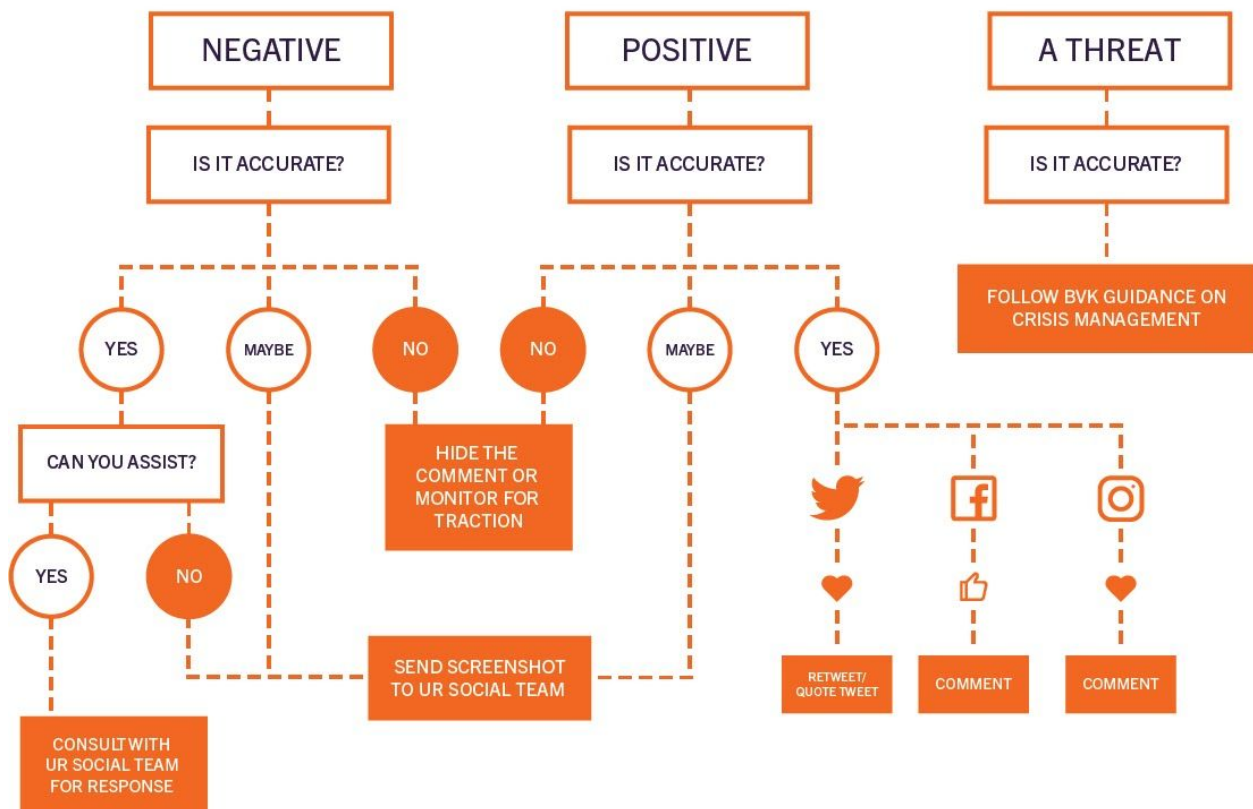 NEGATIVE
POSITIVE
A THREAT
IS IT ACCURATE?
IS IT ACCURATE?
IS IT ACCURATE?
FOLLOW BVK GUIDANCE ON
CRISIS MANAGEMENT
YES
MAYBE
NO
NO
MAYBE
YES
CAN YOU ASSIST?
HIDE THE
COMMENT OR
MONITOR FOR
TRACTION
YES
NO
SEND SCREENSHOT
TO UR SOCIAL TEAM
RETWEET/
QUOTE TWEET
COMMENT
COMMENT
CONSULT WITH
UR SOCIAL TEAM
FOR RESPONSE